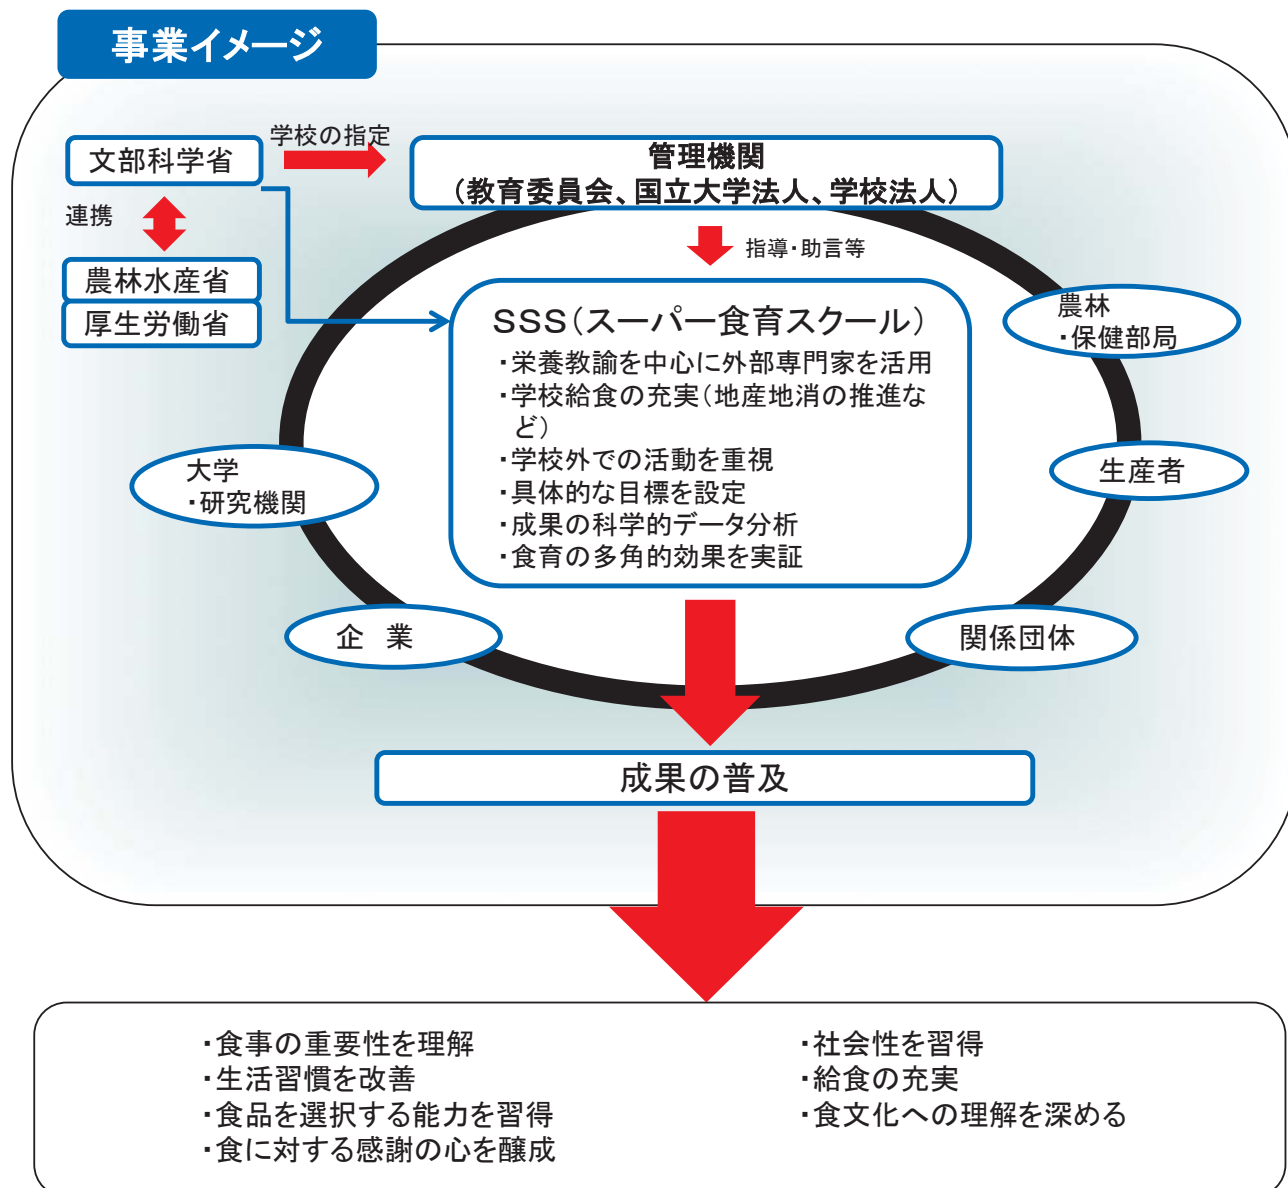 事業イメージ
学校の指定
文部科学省
管理機関
（教育委員会、国立大学法人、学校法人）
連携
指導・助言等
農林水産省
厚生労働省
農林
・保健部局
SSS（スーパー食育スクール）
・栄養教諭を中心に外部専門家を活用
・学校給食の充実（地産地消の推進な
ど）
・学校外での活動を重視
・具体的な目標を設定
・成果の科学的データ分析
・食育の多角的効果を実証
大学
・研究機関
生産者
企　業
関係団体
成果の普及
・食事の重要性を理解
・生活習慣を改善
・食品を選択する能力を習得
・食に対する感謝の心を醸成
・社会性を習得
・給食の充実
・食文化への理解を深める